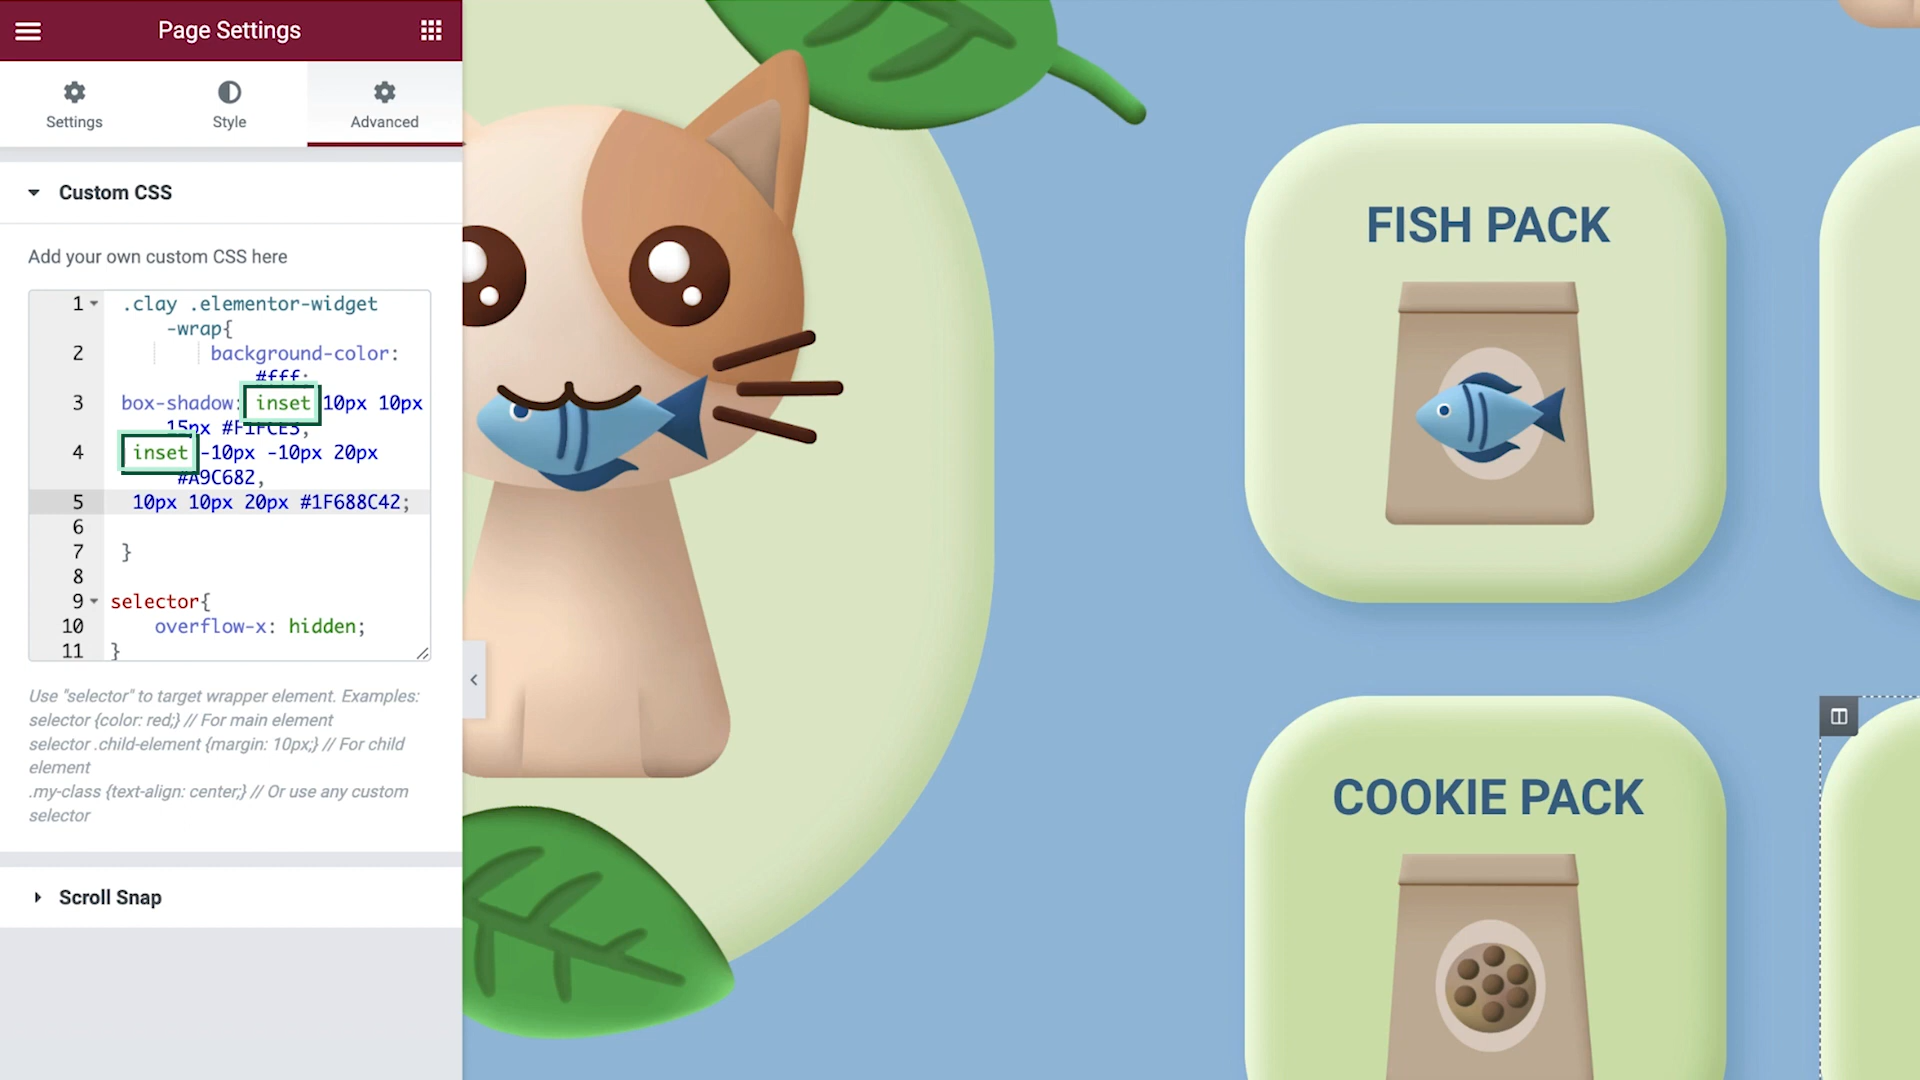 Page Settings
Settings
Style
Advanced
Custom CSS
Add your own custom CSS here
1 .clay .elementor-widget
-wrap{
2 background-color:
#fff;
3 box-shadow: inset 10px 10px
15px #F1FCE3,
4 inset -10px -10px 20px
#A9C682,
5 10px 10px 20px #1F688C42;
6
7 }
8
9 selector{
10 overflow-x: hidden;
11 }
Use "selector" to target wrapper element. Examples:
selector {color: red;} // For main element
selector .child-element {margin: 10px;} // For child
element
.my-class {text-align: center;} // Or use any custom
selector
Scroll Snap
FISH PACK
COOKIE PACK